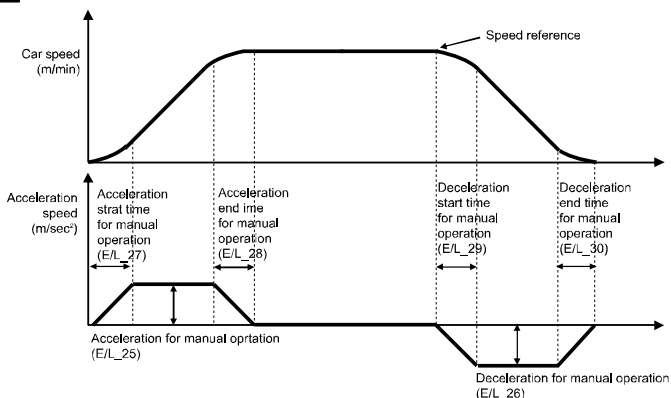 Speed reference
Car speed
(m/min)
Acceleration
speed
(m/sec²)
Acceleration
strat time
for manual
operation
(E/L_27)
Acceleration
end ime
for manual
operation
(E/L_28)
Deceleration
start time
for manual
operation
(E/L_29)
Deceleration
end time
for manual
operation
(E/L_30)
Acceleration for manual oprtation
(E/L_25)
Deceleration for manual operation
(E/L_26)